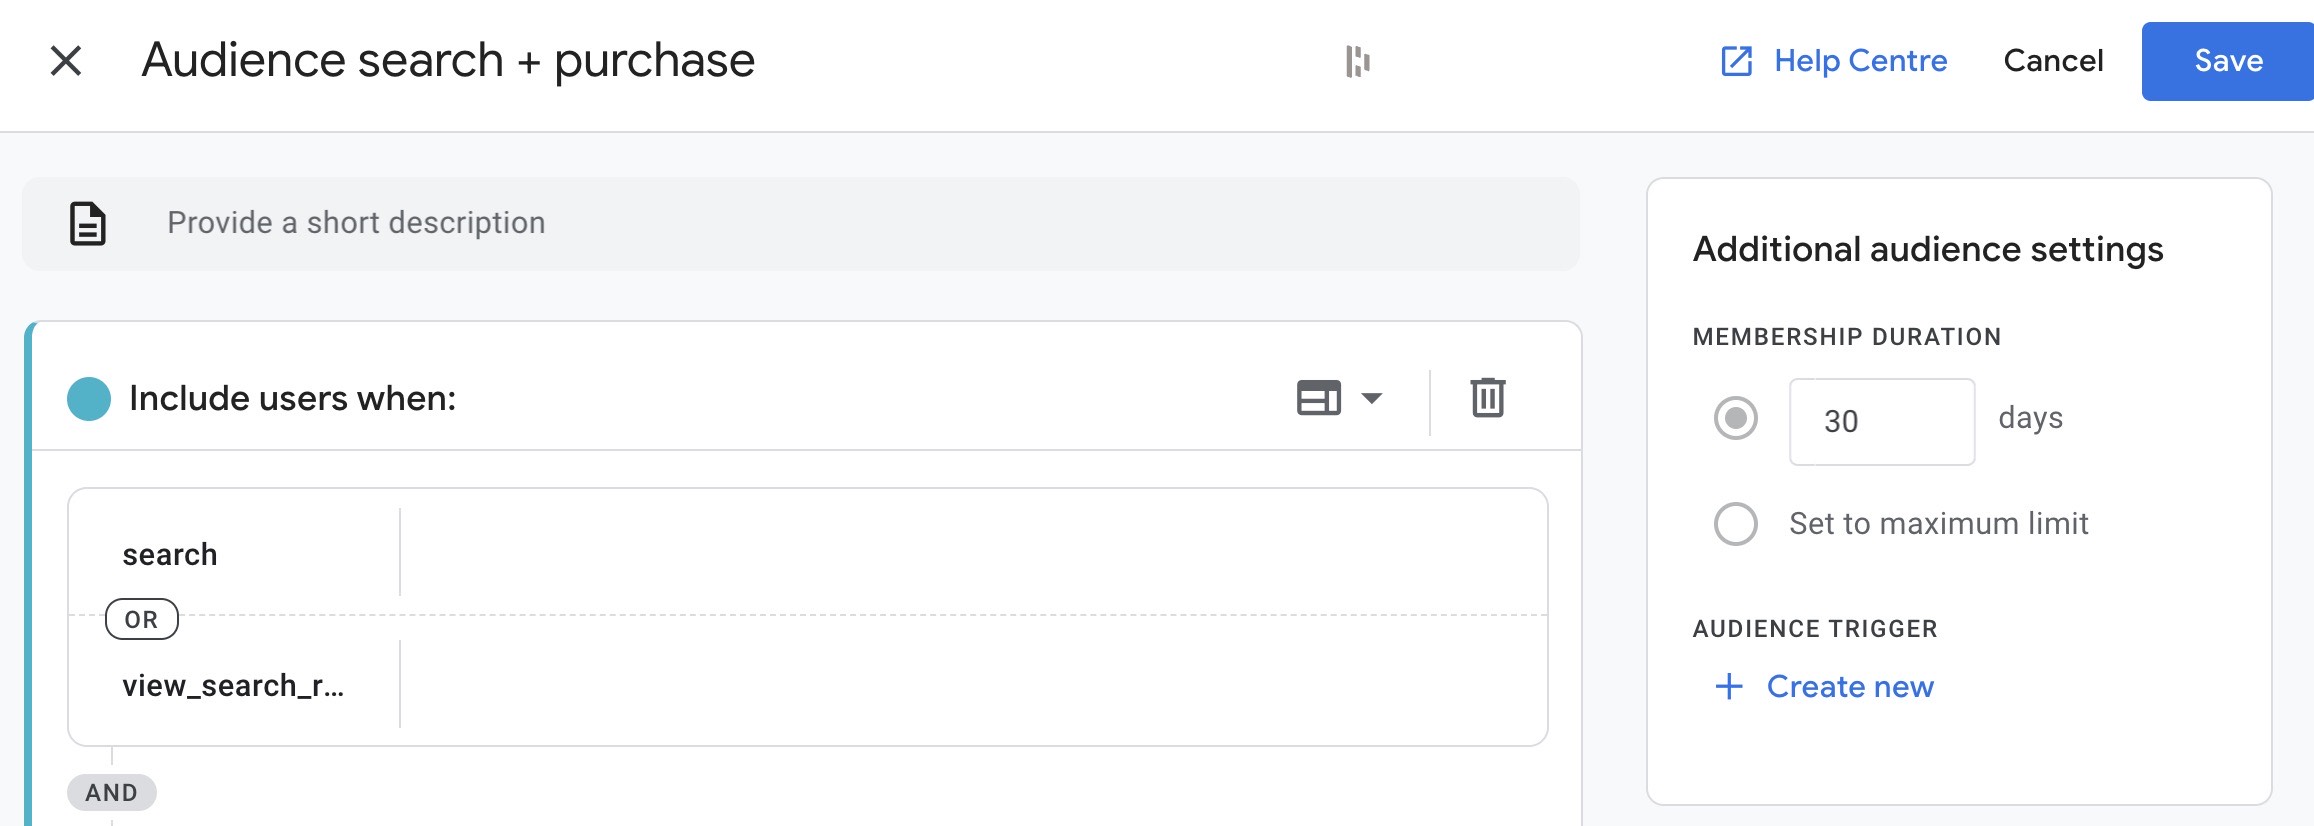 Audience search + purchase
Help Centre
Cancel
Save
Provide a short description
Include users when:
search
OR
view_search_r...
AND
Additional audience settings
MEMBERSHIP DURATION
30 days
Set to maximum limit
AUDIENCE TRIGGER
+ Create new